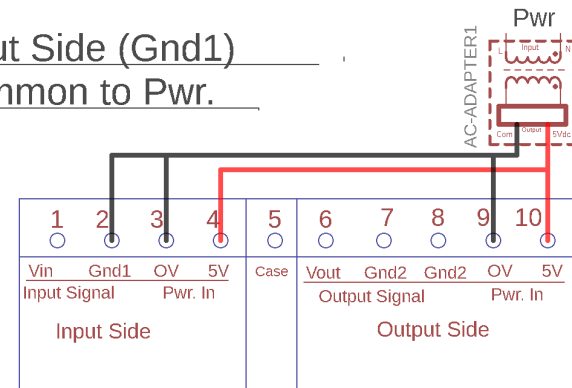 Pwr
ut Side (Gnd1)
mmon to Pwr.
AC-ADAPTER1
L Input N
Com Output 5Vdc
1 2 3 4 5 6 7 8 9 10
Vin Gnd1 OV 5V Case Vout Gnd2 Gnd2 OV 5V
Input Signal Pwr. In Output Signal Pwr. In
Input Side Output Side